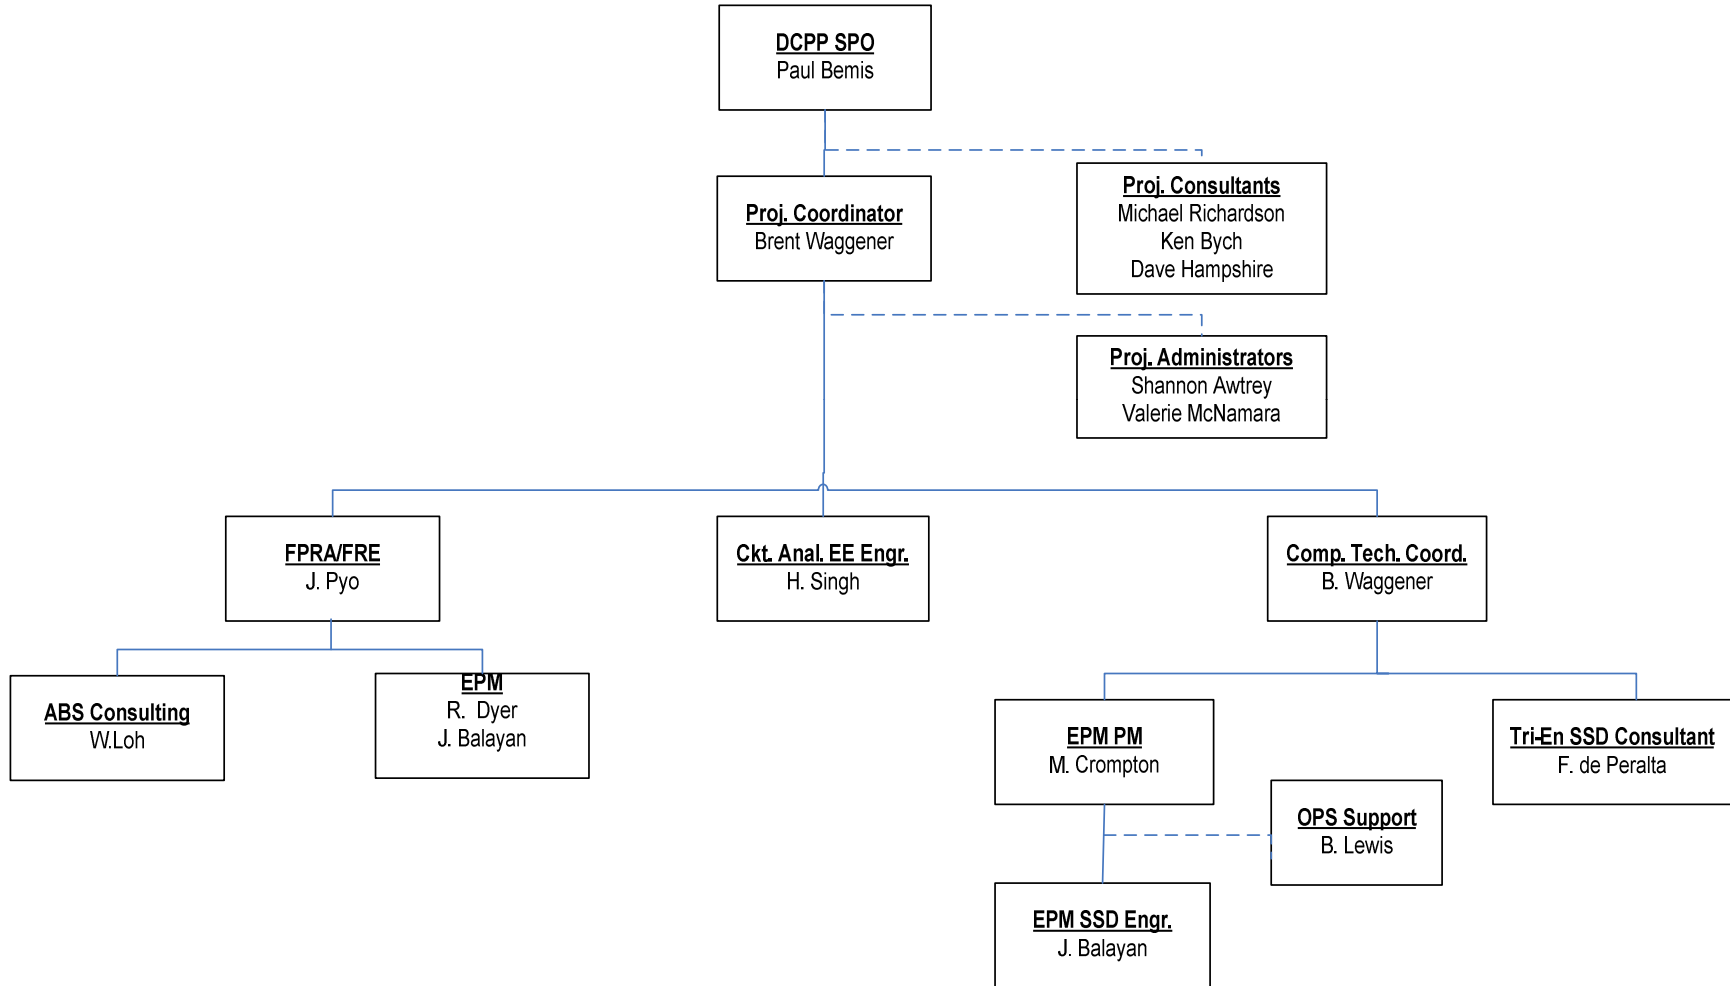 DCPP SPO
Paul Bemis
Proj. Coordinator
Brent Waggener
Proj. Consultants
Michael Richardson
Ken Bych
Dave Hampshire
Proj. Administrators
Shannon Awtrey
Valerie McNamara
FPRA/FRE
J. Pyo
Ckt. Anal. EE Engr.
H. Singh
Comp. Tech. Coord.
B. Waggener
ABS Consulting
W.Loh
EPM
R. Dyer
J. Balayan
EPM PM
M. Crompton
Tri-En SSD Consultant
F. de Peralta
OPS Support
B. Lewis
EPM SSD Engr.
J. Balayan